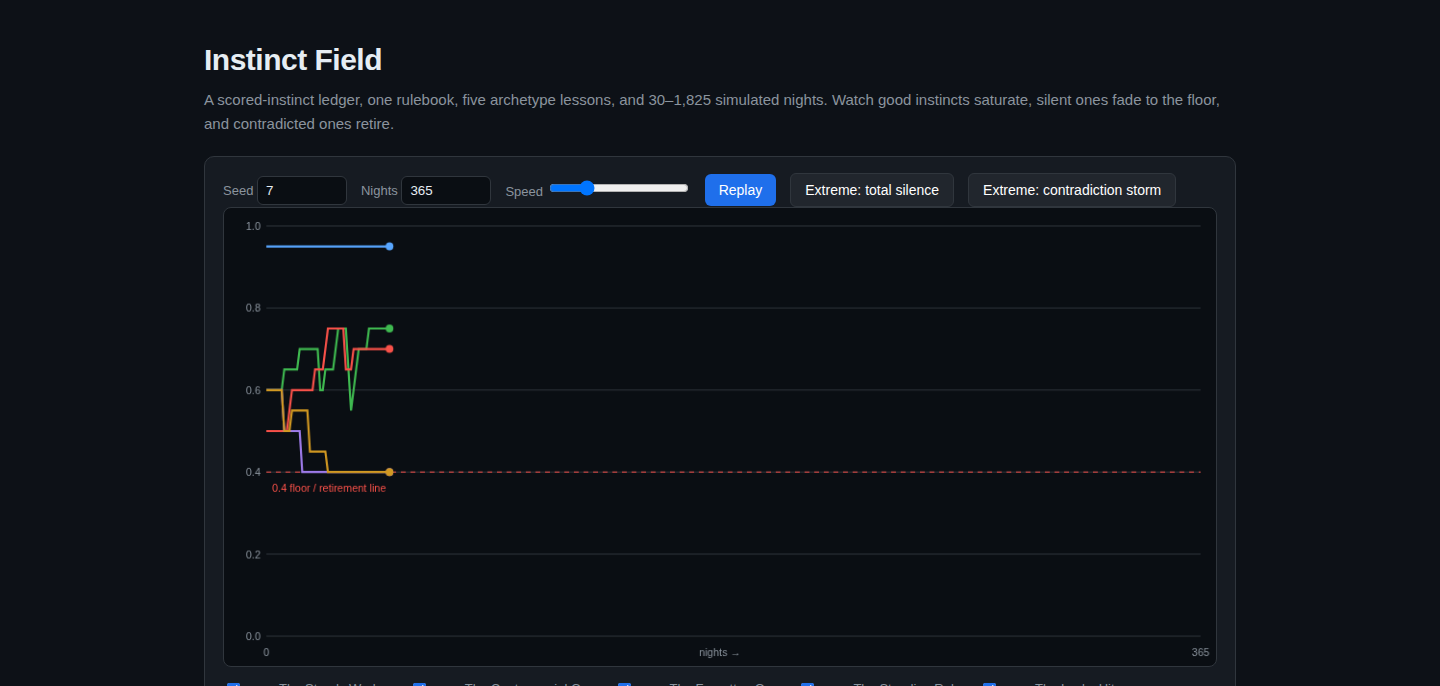 Instinct Field
A scored-instinct ledger, one rulebook, five archetype lessons, and 30–1,825 simulated nights. Watch good instincts saturate, silent ones fade to the floor,
and contradicted ones retire.
Seed 7 Nights 365 Speed Replay Extreme: total silence Extreme: contradiction storm
1.0
0.8
0.6
0.4
0.4 floor / retirement line
0.2
0.0
0 nights → 365